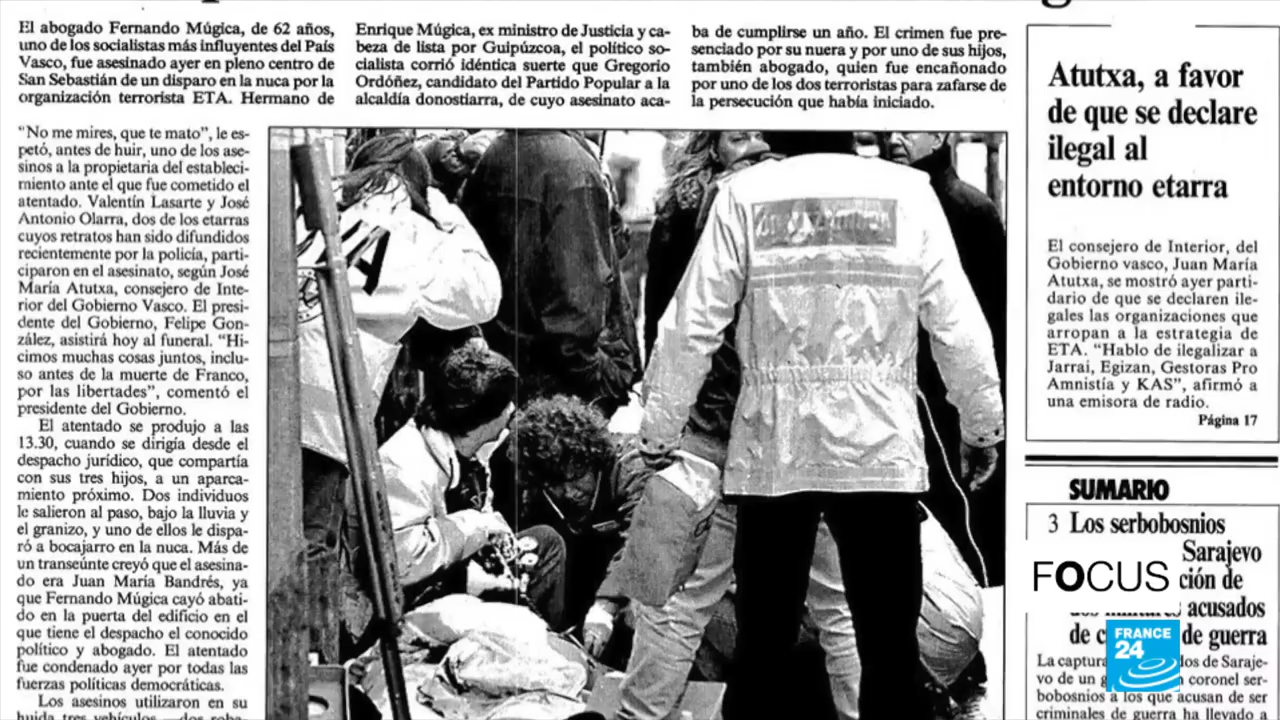 El abogado Fernando Múgica, de 62 años,
uno de los socialistas más influyentes del País
Vasco, fue asesinado ayer en pleno centro de
San Sebastián de un disparo en la nuca por la
organización terrorista ETA. Hermano de
Enrique Múgica, ex ministro de Justicia y ca-
beza de lista por Guipúzcoa, el político so-
cialista corrió idéntica suerte que Gregorio
Ordóñez, candidato del Partido Popular a la
alcaldía donostiarra, de cuyo asesinato aca-
ba de cumplirse un año. El crimen fue pre-
senciado por su nuera y por uno de sus hijos,
también abogado, quien fue encañonado
por uno de los dos terroristas para zafarse de
la persecución que había iniciado.
"No me mires, que te mato", le es-
petó, antes de huir, uno de los ase-
sinos a la propietaria del estableci-
miento ante el que fue cometido el
atentado. Valentín Lasarte y José
Antonio Olarra, dos de los etarras
cuyos retratos han sido difundidos
recientemente por la policía, parti-
ciparon en el asesinato, según José
María Atutxa, consejero de Inte-
rior del Gobierno Vasco. El presi-
dente del Gobierno, Felipe Gon-
zález, asistirá hoy al funeral. "Hi-
cimos muchas cosas juntos, inclu-
so antes de la muerte de Franco,
por las libertades", comentó el
presidente del Gobierno.
El atentado se produjo a las
13.30, cuando se dirigía desde el
despacho jurídico, que compartía
con sus tres hijos, a un aparca-
miento próximo. Dos individuos
le salieron al paso, bajo la lluvia y
el granizo, y uno de ellos le dispa-
ró a bocajarro en la nuca. Más de
un transeúnte creyó que el asesina-
do era Juan María Bandrés, ya
que Fernando Múgica cayó abati-
do en la puerta del edificio en el
que tiene el despacho el conocido
político y abogado. El atentado
fue condenado ayer por todas las
fuerzas políticas democráticas.
Los asesinos utilizaron en su
huida tres vehículos —dos roba-
Atutxa, a favor
de que se declare
ilegal al
entorno etarra
El consejero de Interior, del
Gobierno vasco, Juan María
Atutxa, se mostró ayer parti-
dario de que se declaren ile-
gales las organizaciones que
arropan a la estrategia de
ETA. "Hablo de ilegalizar a
Jarrai, Egizan, Gestoras Pro
Amnistía y KAS", afirmó a
una emisora de radio.
Página 17
SUMARIO
3 Los serbobosnios
Sarajevo
ción de
acusados
de guerra
La captura
vo de un coronel ser-
bobosnios a los que acusan de ser
criminales de guerra ha llevado a
FOCUS
FRANCE
24